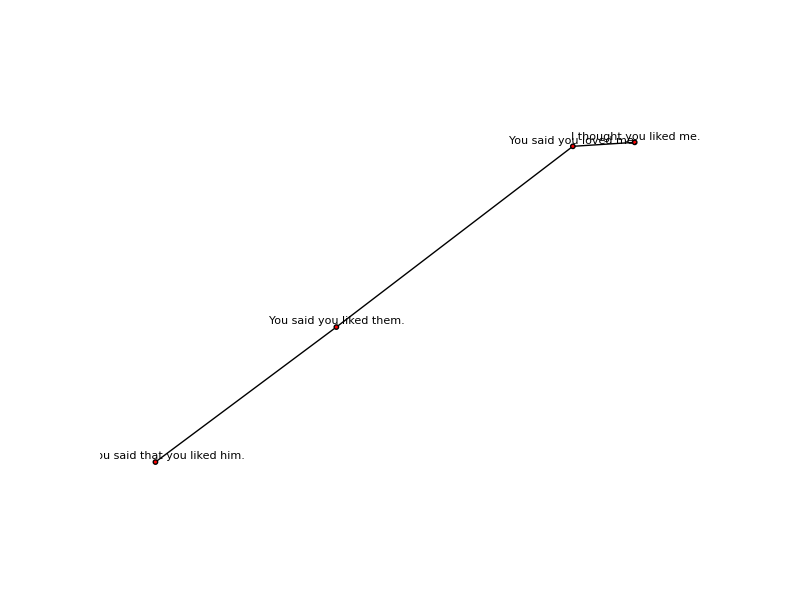 I thought you liked me.
You said you loved me.
You said you liked them.
ou said that you liked him.